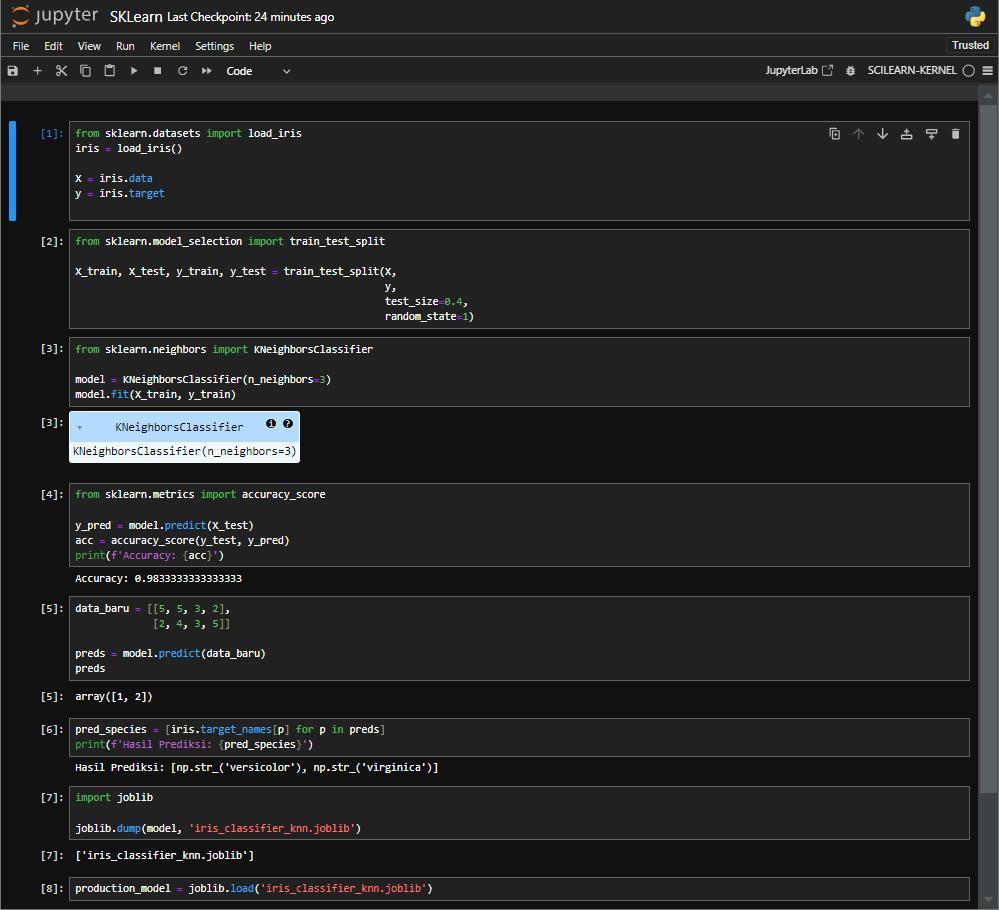 jupyter SKLearn Last Checkpoint: 24 minutes ago
File Edit View Run Kernel Settings Help Trusted
Code JupyterLab SCILEARN-KERNEL
[1]: from sklearn.datasets import load_iris
iris = load_iris()
X = iris.data
y = iris.target
[2]: from sklearn.model_selection import train_test_split
X_train, X_test, y_train, y_test = train_test_split(X,
y,
test_size=0.4,
random_state=1)
[3]: from sklearn.neighbors import KNeighborsClassifier
model = KNeighborsClassifier(n_neighbors=3)
model.fit(X_train, y_train)
[3]: KNeighborsClassifier i ?
KNeighborsClassifier(n_neighbors=3)
[4]: from sklearn.metrics import accuracy_score
y_pred = model.predict(X_test)
acc = accuracy_score(y_test, y_pred)
print(f'Accuracy: {acc}')
Accuracy: 0.9833333333333333
[5]: data_baru = [[5, 5, 3, 2],
[2, 4, 3, 5]]
preds = model.predict(data_baru)
preds
[5]: array([1, 2])
[6]: pred_species = [iris.target_names[p] for p in preds]
print(f'Hasil Prediksi: {pred_species}')
Hasil Prediksi: [np.str_('versicolor'), np.str_('virginica')]
[7]: import joblib
joblib.dump(model, 'iris_classifier_knn.joblib')
[7]: ['iris_classifier_knn.joblib']
[8]: production_model = joblib.load('iris_classifier_knn.joblib')